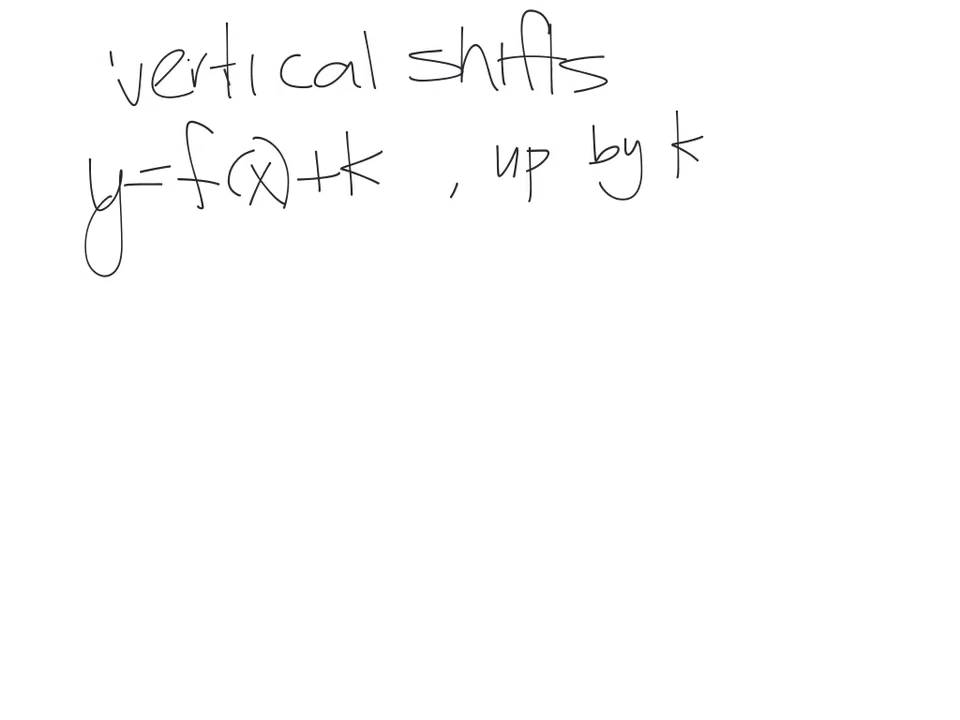 vertical shifts
y=f(x)+k , up by k